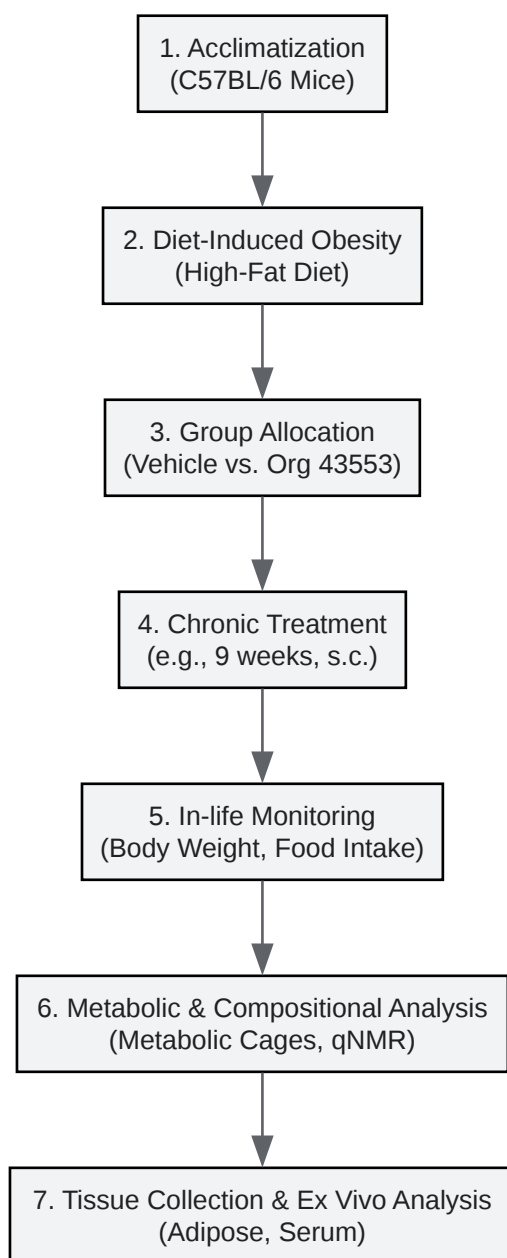 1. Acclimatization
(C57BL/6 Mice)
2. Diet-Induced Obesity
(High-Fat Diet)
3. Group Allocation
(Vehicle vs. Org 43553)
4. Chronic Treatment
(e.g., 9 weeks, s.c.)
5. In-life Monitoring
(Body Weight, Food Intake)
6. Metabolic & Compositional Analysis
(Metabolic Cages, qNMR)
7. Tissue Collection & Ex Vivo Analysis
(Adipose, Serum)